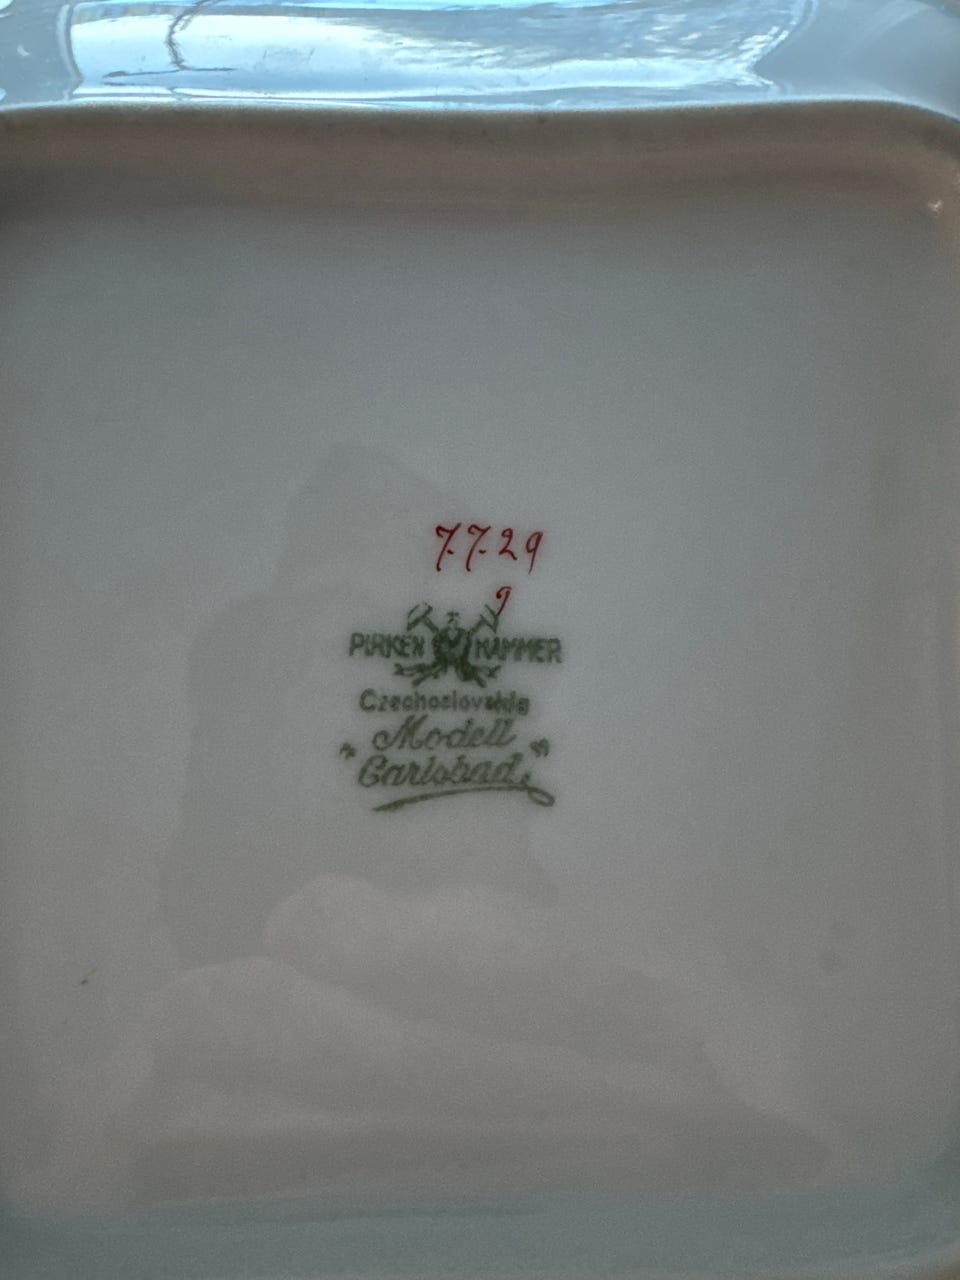 7.7.29
9
PIRKEN HAMMER
Czechoslovakia
Modell
"Carlsbad"